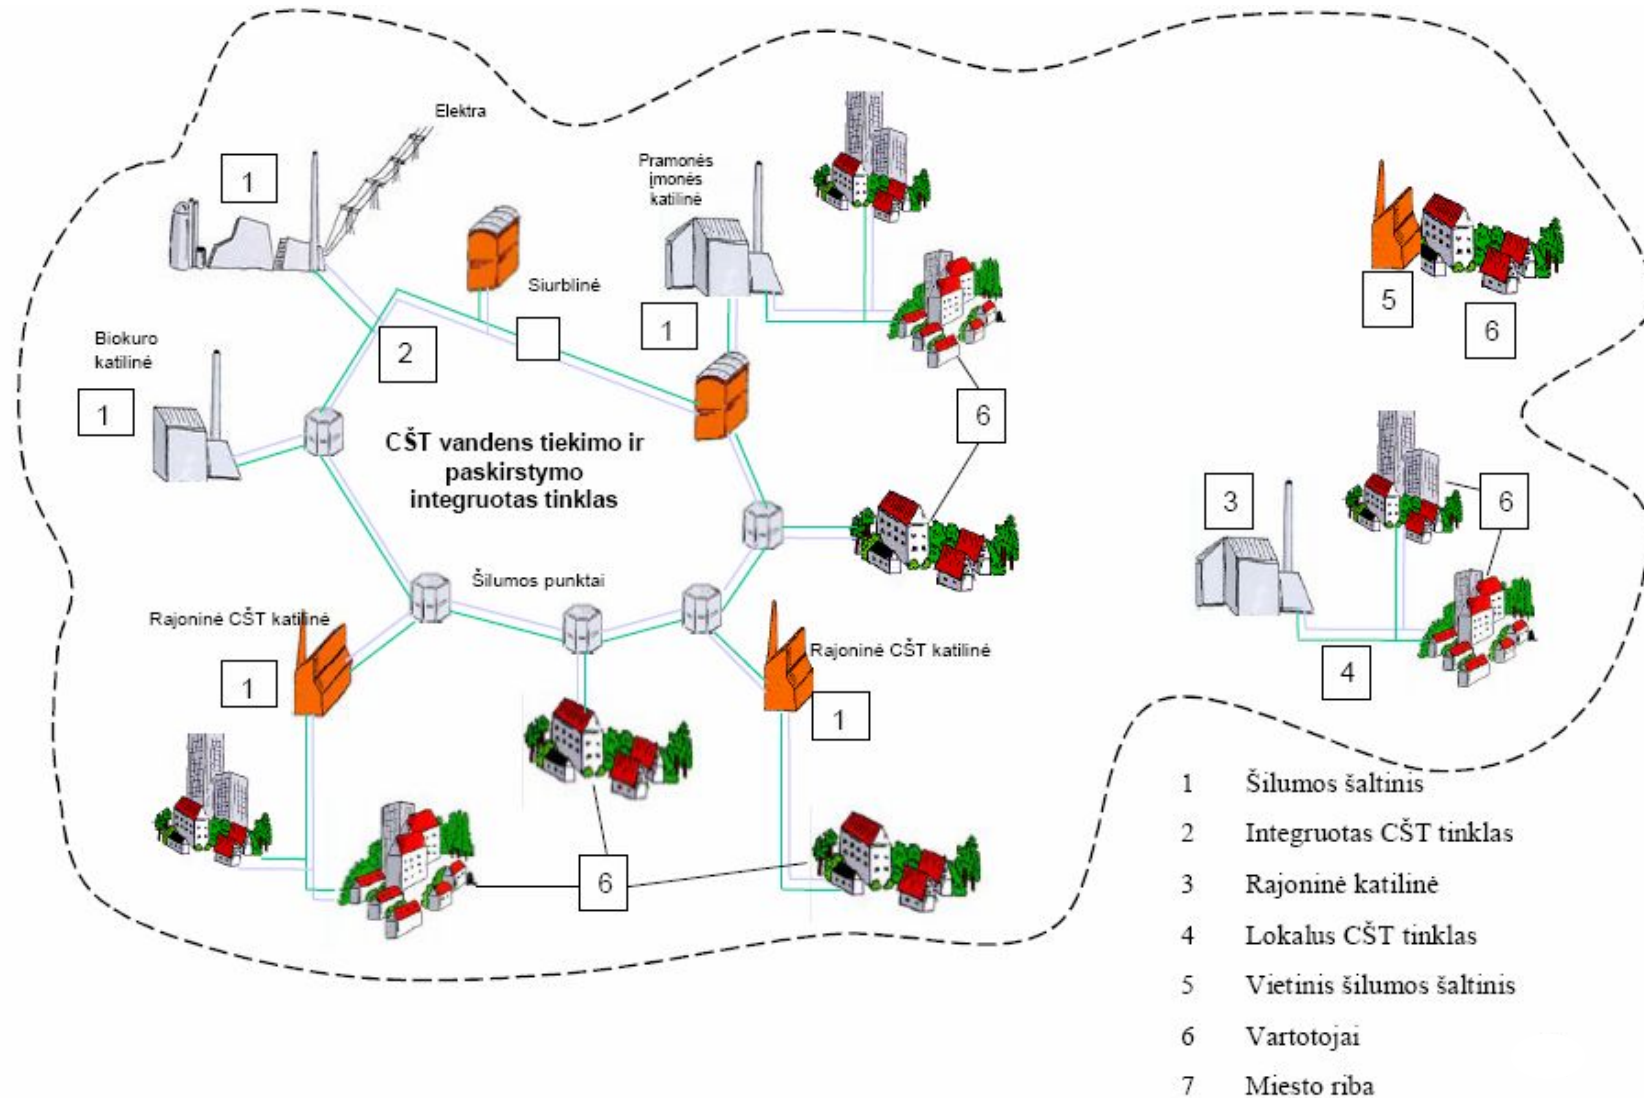 Elektra
1
Pramonės
įmonės
katilinė
Siurblinė
1
5
6
Biokuro
katilinė
2
1
6
CŠT vandens tiekimo ir
paskirstymo
integruotas tinklas
3
6
Šilumos punktai
Rajoninė CŠT katilinė
Rajoninė CŠT katilinė
4
1
1
6
1 Šilumos šaltinis
2 Integruotas CŠT tinklas
3 Rajoninė katilinė
4 Lokalus CŠT tinklas
5 Vietinis šilumos šaltinis
6 Vartotojai
7 Miesto riba